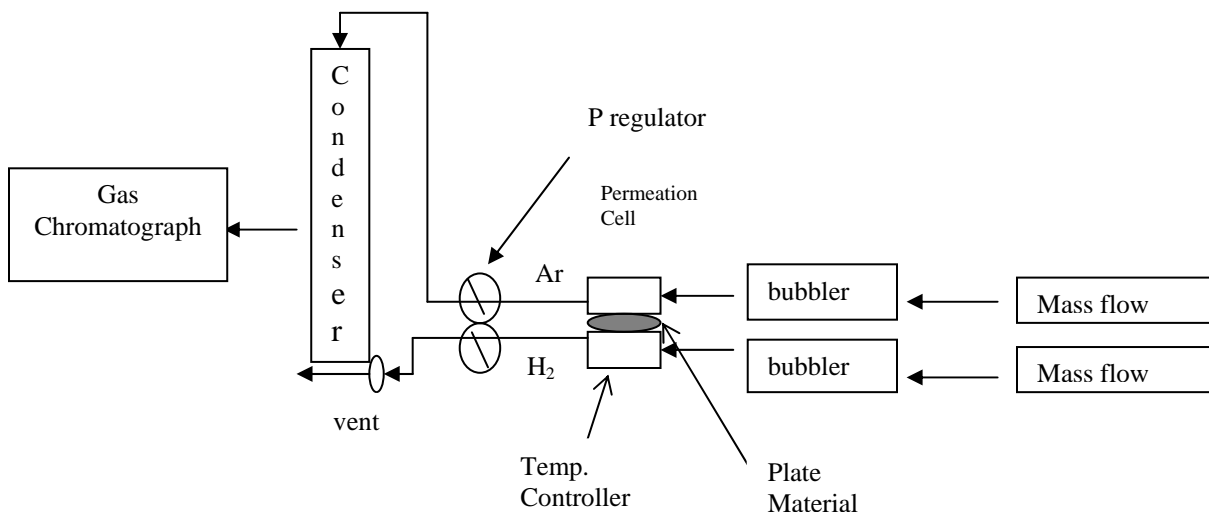 C
o
n
d
e
n
s
e
r
P regulator
Permeation
Cell
Gas
Chromatograph
Ar
bubbler
Mass flow
H₂
bubbler
Mass flow
vent
Temp.
Controller
Plate
Material